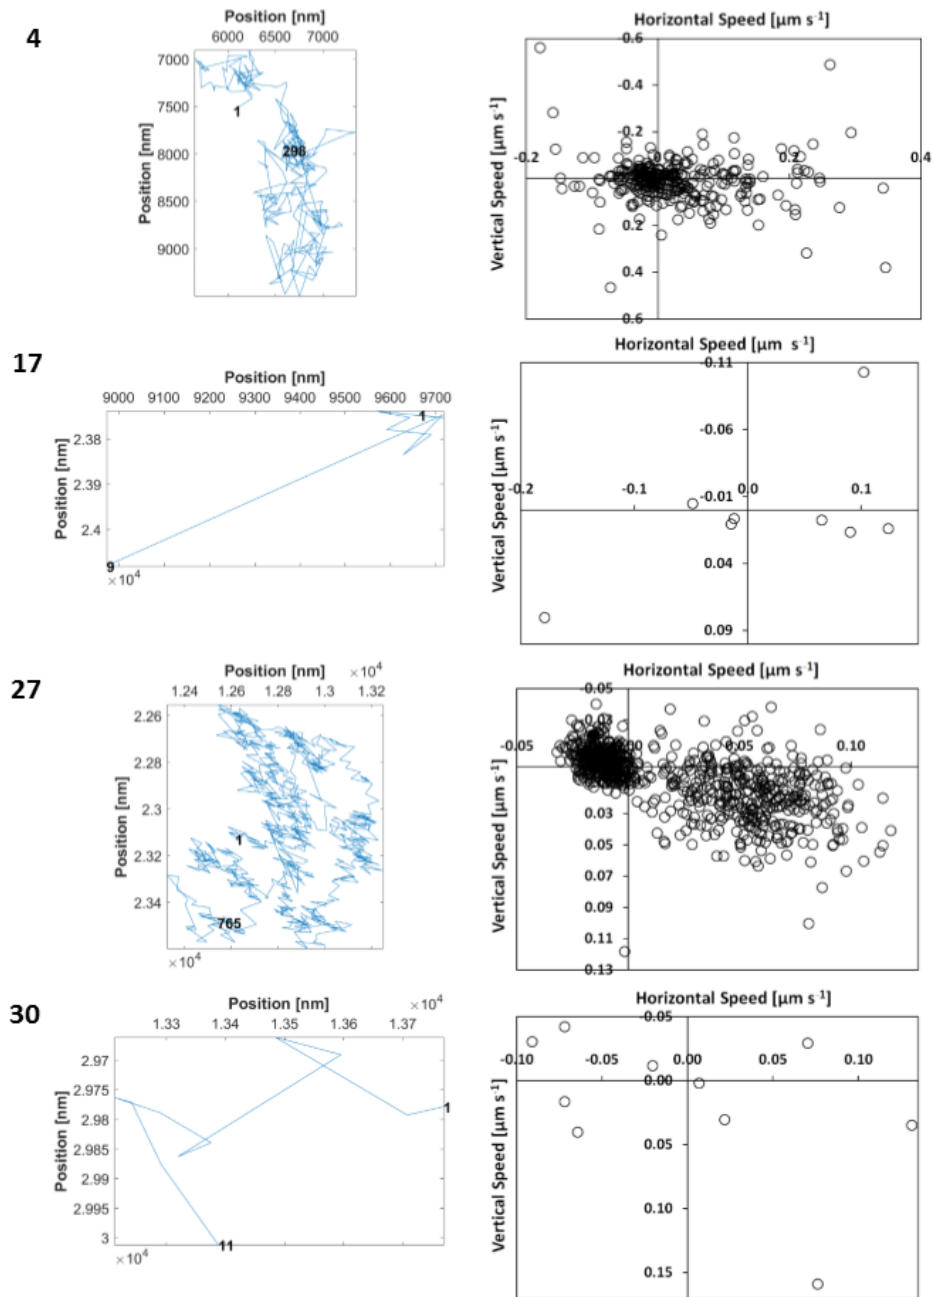 4
Position [nm]
6000 6500 7000
Position [nm]
7000
7500
8000
8500
9000
1
298
Horizontal Speed [µm s-1]
Vertical Speed [µm s-1]
-0.6
-0.2
-0.2 0 0.2 0.4
0.2
0.4
0.6
17
Position [nm]
9000 9100 9200 9300 9400 9500 9600 9700
Position [nm]
2.38
2.39
2.4
×10⁴
1
9
Horizontal Speed [µm s-1]
Vertical Speed [µm s-1]
-0.11
-0.06
-0.2 -0.1 -0.01 0.0 0.1
0.04
0.09
27
Position [nm] ×10⁴
1.24 1.26 1.28 1.3 1.32
Position [nm]
2.26
2.28
2.3
2.32
2.34
×10⁴
1
765
Horizontal Speed [µm s-1]
Vertical Speed [µm s-1]
-0.05
-0.05 0.00 0.05 0.10
0.03
0.05
0.07
0.09
0.11
0.13
30
Position [nm] ×10⁴
1.33 1.34 1.35 1.36 1.37
Position [nm]
2.97
2.975
2.98
2.985
2.99
2.995
3
×10⁴
1
11
Horizontal Speed [µm s-1]
Vertical Speed [µm s-1]
-0.05
-0.10 -0.05 0.00 0.05 0.10
0.00
0.05
0.10
0.15